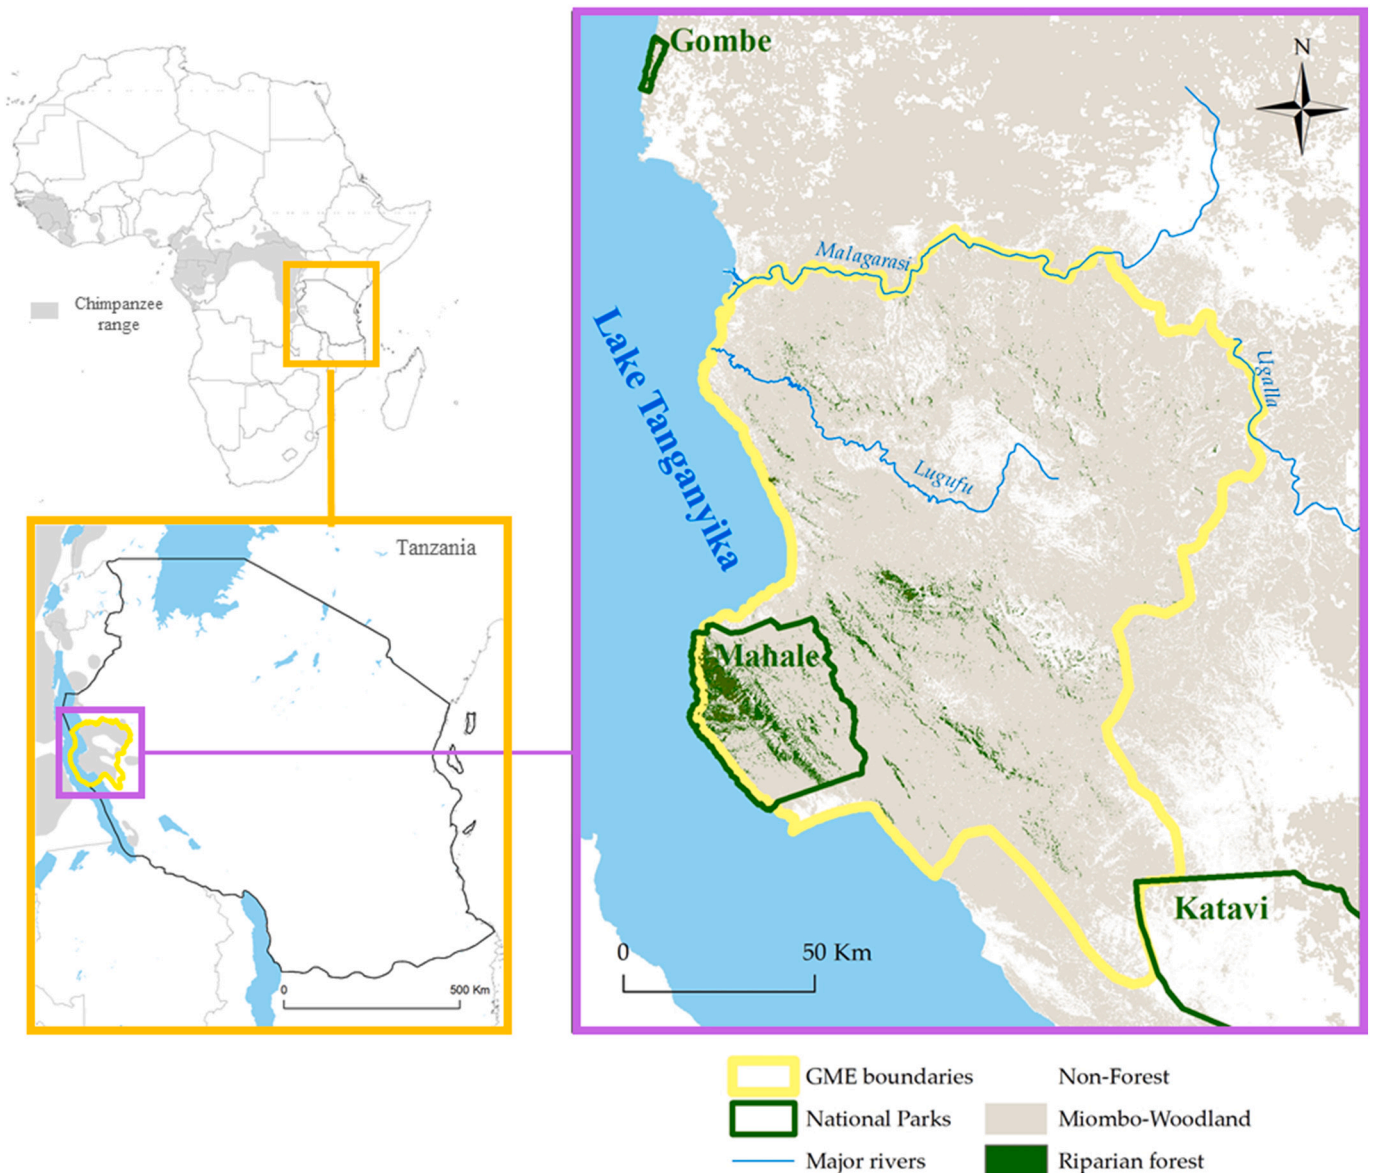 Chimpanzee
range
Tanzania
0
500 Km
Gombe
N
Malagarasi
Ugalla
Lake Tanganyika
Lugufu
Mahale
Katavi
0
50 Km
GME boundaries
National Parks
Major rivers
Non-Forest
Miombo-Woodland
Riparian forest